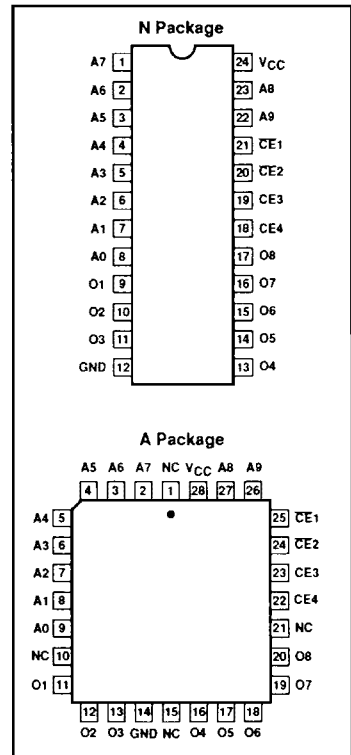 N Package
A7 1 24 VCC
A6 2 23 A8
A5 3 22 A9
A4 4 21 C̅E̅1
A3 5 20 C̅E̅2
A2 6 19 CE3
A1 7 18 CE4
A0 8 17 O8
O1 9 16 O7
O2 10 15 O6
O3 11 14 O5
GND 12 13 O4
A Package
A5 A6 A7 NC VCC A8 A9
4 3 2 1 28 27 26
A4 5 25 C̅E̅1
A3 6 24 C̅E̅2
A2 7 23 CE3
A1 8 22 CE4
A0 9 21 NC
NC 10 20 O8
O1 11 19 O7
12 13 14 15 16 17 18
O2 O3 GND NC O4 O5 O6